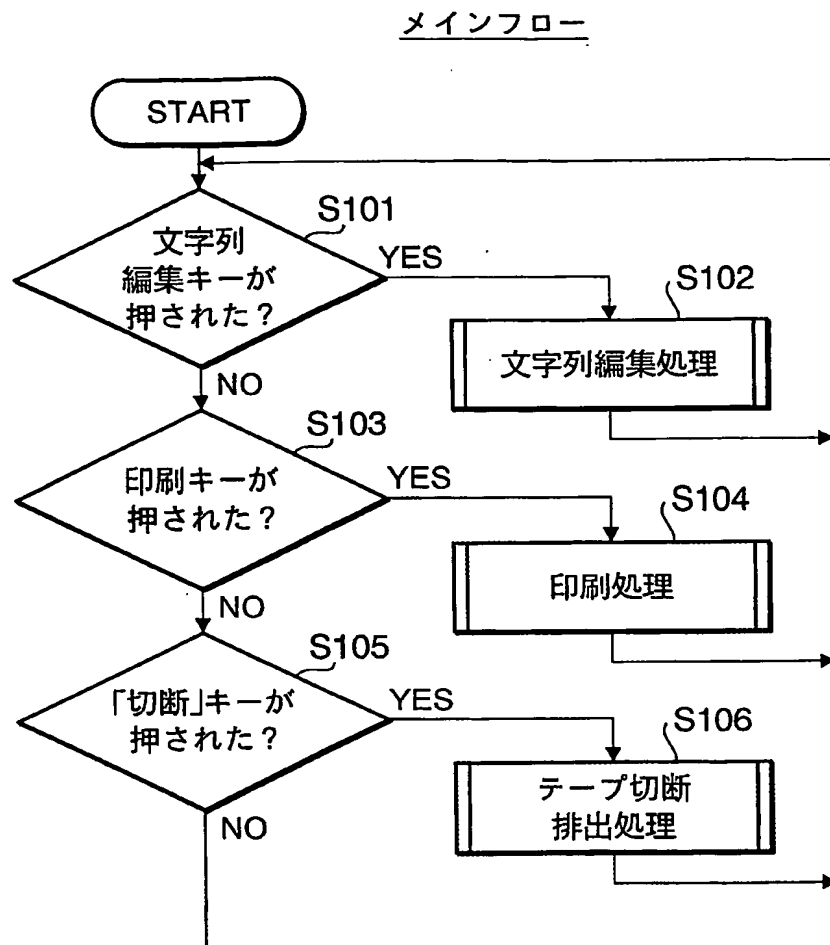 メインフロー
START
S101
文字列
編集キーが
押された?
YES
NO
S102
文字列編集処理
S103
印刷キーが
押された?
YES
NO
S104
印刷処理
S105
「切断」キーが
押された?
YES
NO
S106
テープ切断
排出処理